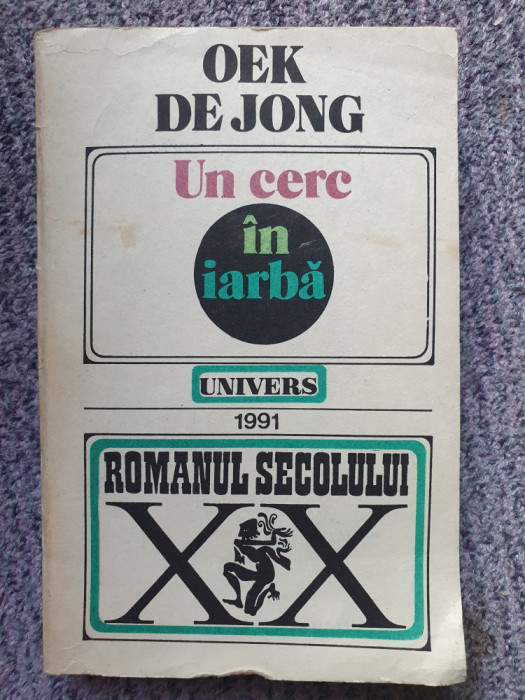 OEK
DE JONG
Un cerc
în
iarbă
UNIVERS
1991
ROMANUL SECOLULUI
XX